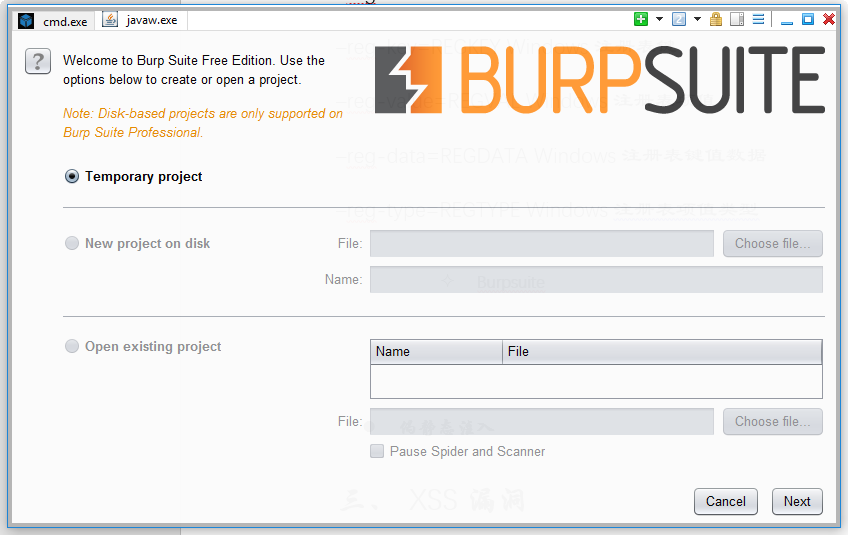 cmd.exe
javaw.exe
?
Welcome to Burp Suite Free Edition. Use the
options below to create or open a project.
BURPSUITE
Note: Disk-based projects are only supported on
Burp Suite Professional.
-reg-data=REGDATA Windows 注册表键值数据
Temporary project
-reg-type=REGTYPE Windows 注册表项值类型
New project on disk
File:
Choose file...
Name:
Burpsuite
Open existing project
Name
File
File:
Choose file...
Pause Spider and Scanner
三、 XSS 漏洞
Cancel
Next